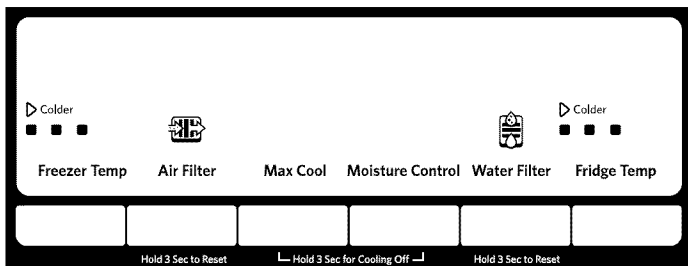 Colder Colder
Freezer Temp Air Filter Max Cool Moisture Control Water Filter Fridge Temp
Hold 3 Sec to Reset Hold 3 Sec for Cooling Off Hold 3 Sec to Reset